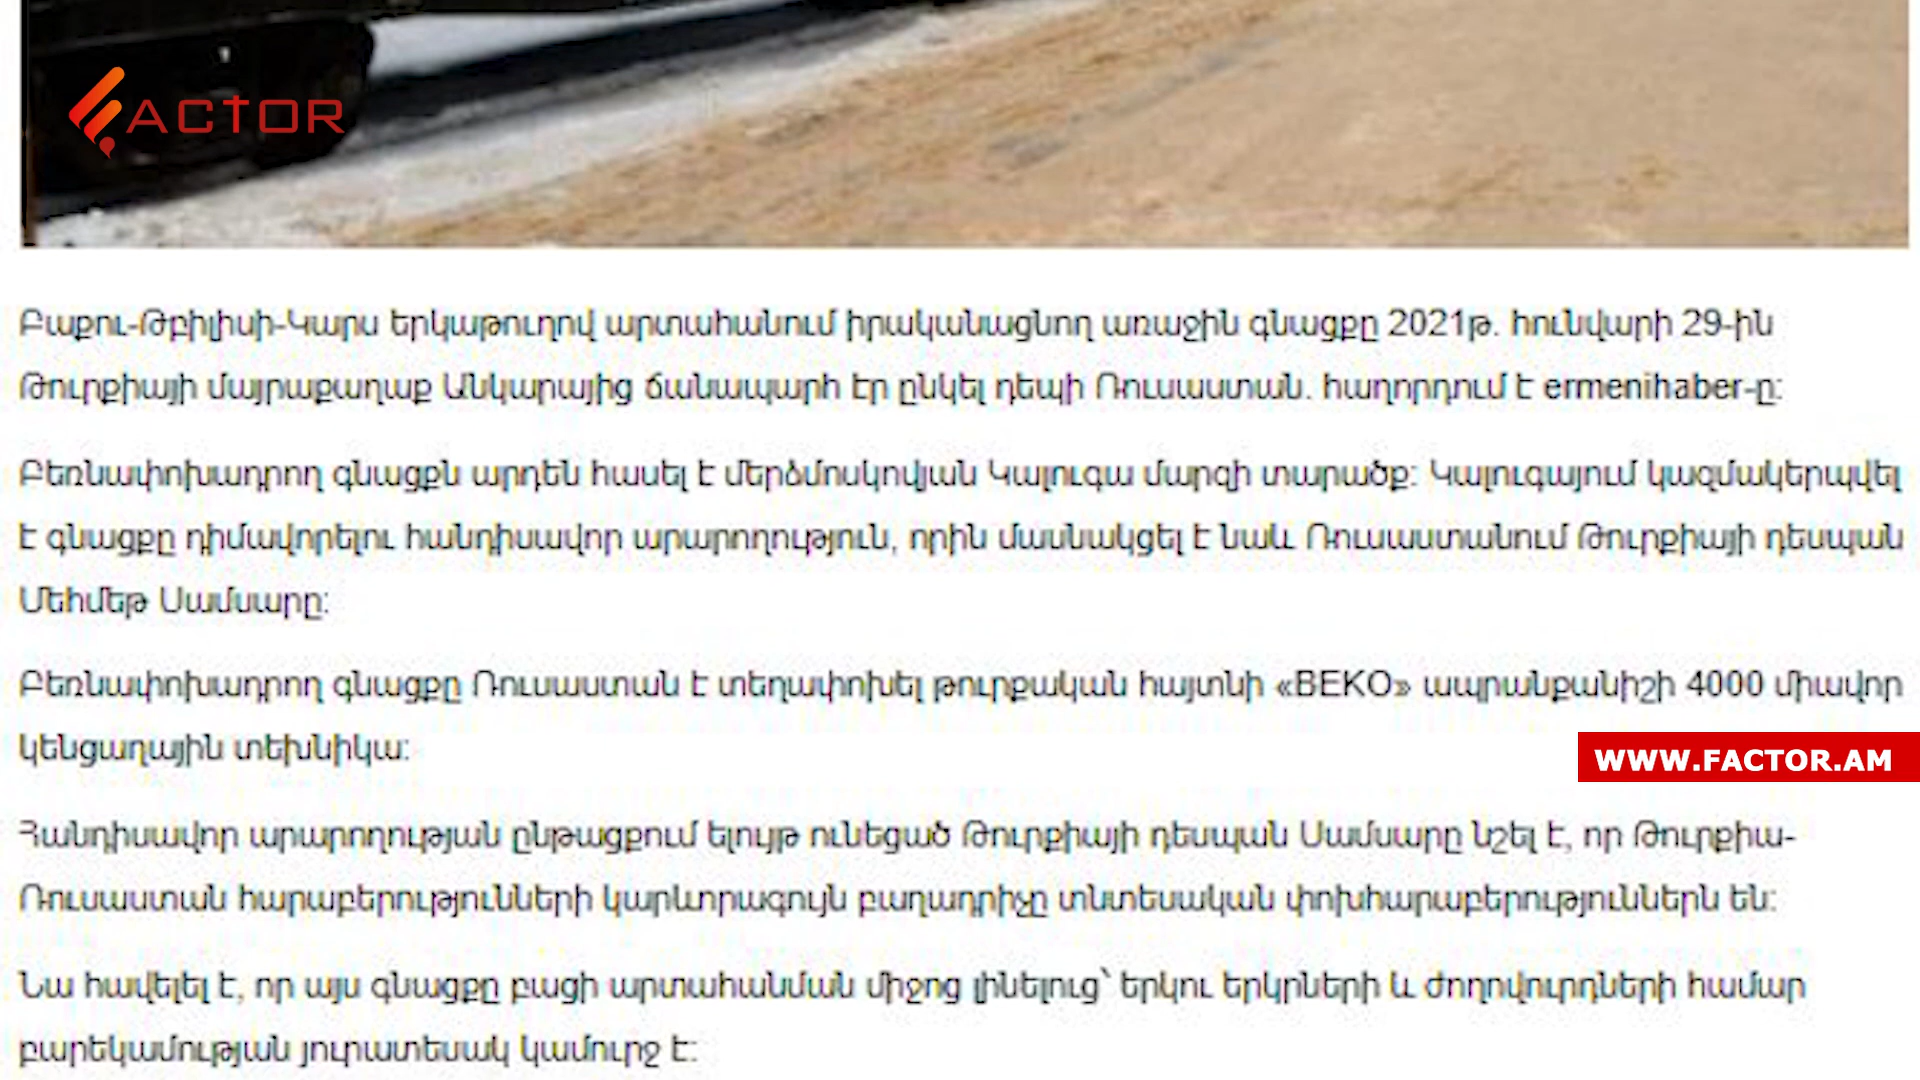 FACTOR
Բաքու-Թբիլիսի-Կարս երկաթուղով արտահանում իրականացնող առաջին գնացքը 2021թ. հունվարի 29-ին
Թուրքիայի մայրաքաղաք Անկարայից ճանապարհ էր ընկել դեպի Ռուսաստան. հաղորդում է ermenihaber-ը:
Բեռնափոխադրող գնացքն արդեն հասել է մերձմոսկովյան Կալուգա մարզի տարածք: Կալուգայում կազմակերպվել
է գնացքը դիմավորելու հանդիսավոր արարողություն, որին մասնակցել է նաև Ռուսաստանում Թուրքիայի դեսպան
Մեհմեթ Սամսարը:
Բեռնափոխադրող գնացքը Ռուսաստան է տեղափոխել թուրքական հայտնի «BEKO» ապրանքանիշի 4000 միավոր
կենցաղային տեխնիկա:
WWW.FACTOR.AM
Հանդիսավոր արարողության ընթացքում ելույթ ունեցած Թուրքիայի դեսպան Սամսարը նշել է, որ Թուրքիա-
Ռուսաստան հարաբերությունների կարևորագույն բաղադրիչը տնտեսական փոխհարաբերություններն են:
Նա հավելել է, որ այս գնացքը բացի արտահանման միջոց լինելուց՝ երկու երկրների և ժողովուրդների համար
բարեկամության յուրատեսակ կամուրջ է: